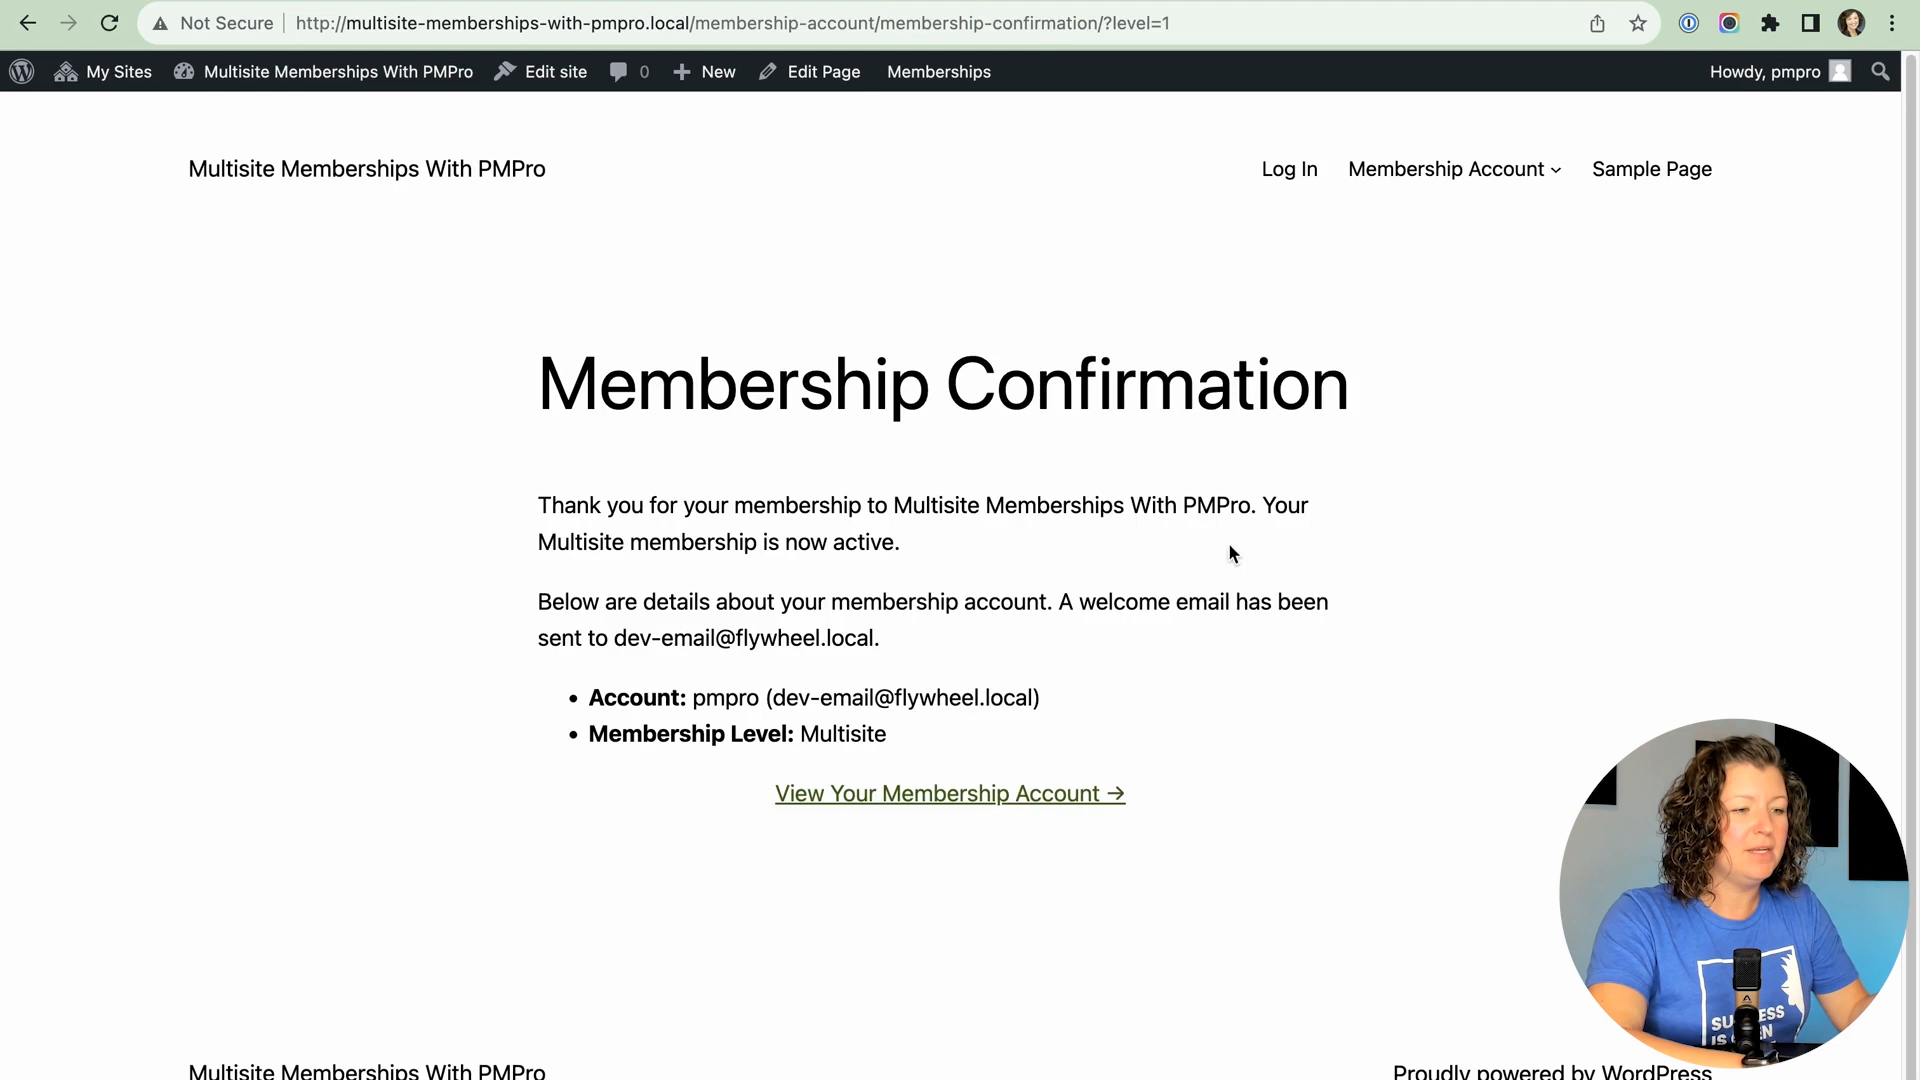 Not Secure
http://multisite-memberships-with-pmpro.local/membership-account/membership-confirmation/?level=1
My Sites
Multisite Memberships With PMPro
Edit site
0
New
Edit Page
Memberships
Howdy, pmpro
Multisite Memberships With PMPro
Log In
Membership Account
Sample Page
Membership Confirmation
Thank you for your membership to Multisite Memberships With PMPro. Your
Multisite membership is now active.
Below are details about your membership account. A welcome email has been
sent to dev-email@flywheel.local.
• Account: pmpro (dev-email@flywheel.local)
• Membership Level: Multisite
View Your Membership Account →
Multisite Memberships With PMPro
Proudly powered by WordPress